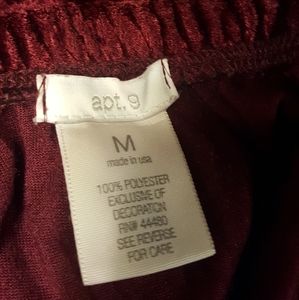 apt.9
M
made in usa
100% POLYESTER
EXCLUSIVE OF
DECORATION
RN# 44480
SEE REVERSE
FOR CARE